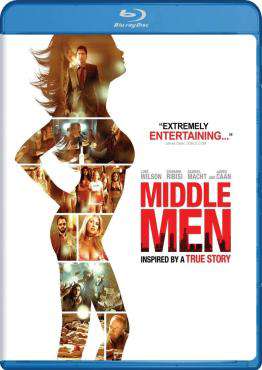 Blu-ray Disc
"EXTREMELY
ENTERTAINING..."
LUKE WILSON GIOVANNI RIBISI GABRIEL MACHT AND JAMES CAAN
MIDDLE
MEN
INSPIRED BY A TRUE STORY